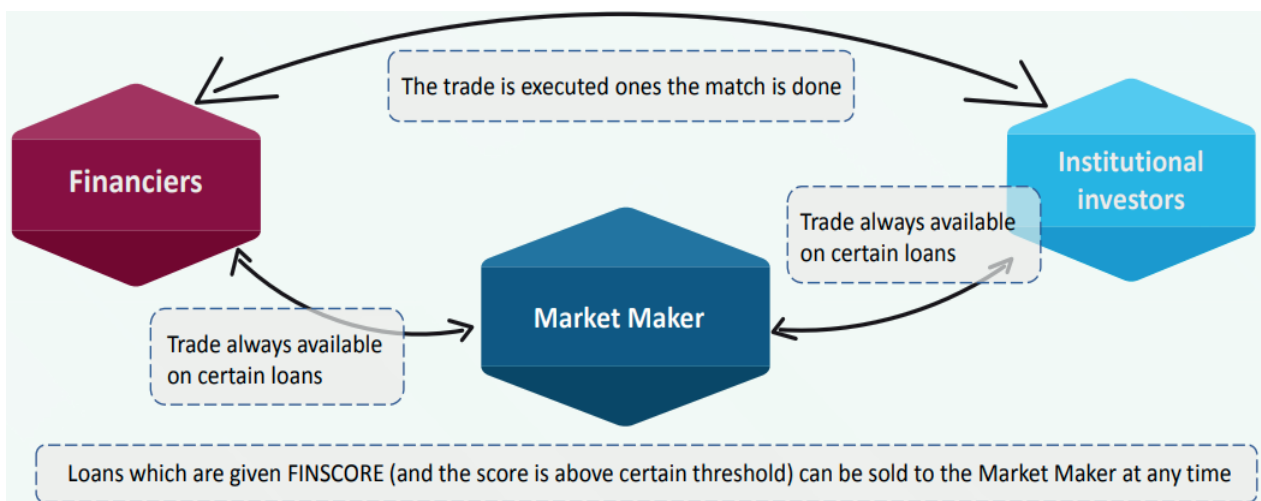 The trade is executed ones the match is done
Financiers
Institutional
investors
Trade always available
on certain loans
Market Maker
Trade always available
on certain loans
Loans which are given FINSCORE (and the score is above certain threshold) can be sold to the Market Maker at any time